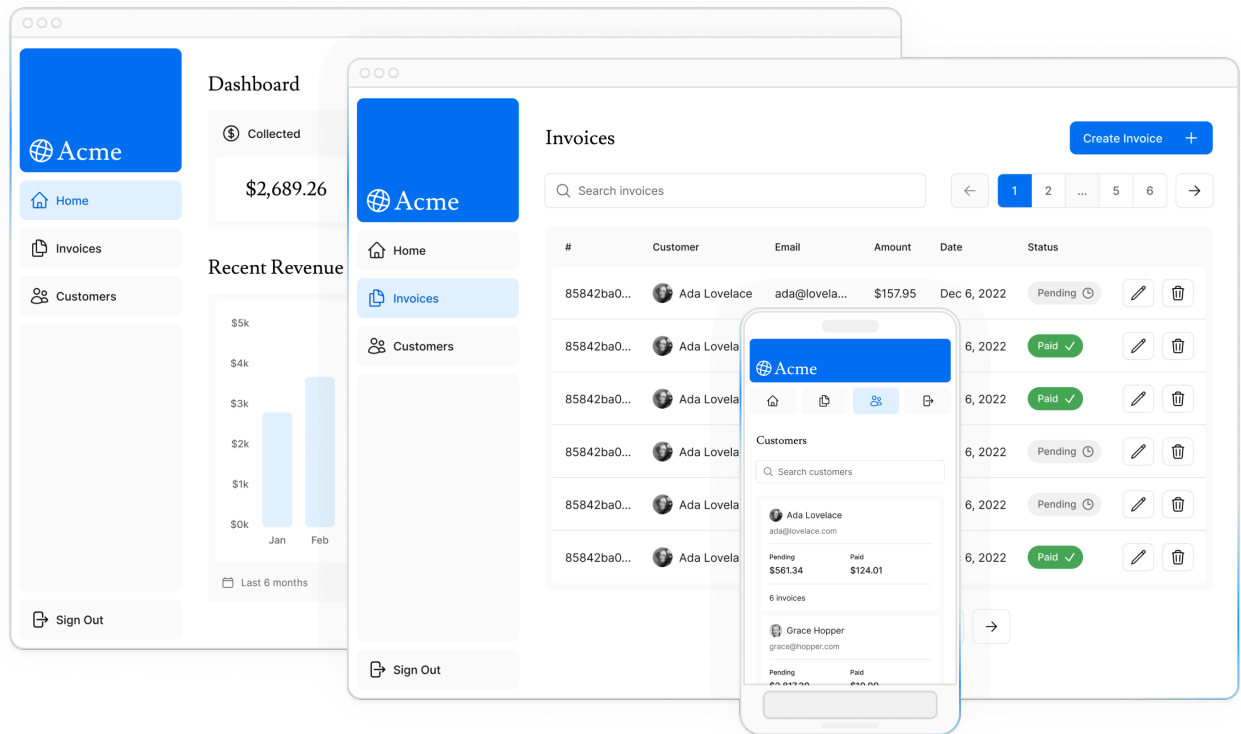 Acme
Home
Invoices
Customers
Sign Out
Dashboard
Collected
$2,689.26
Recent Revenue
$5k
$4k
$3k
$2k
$1k
$0k
Jan Feb
Last 6 months
Acme
Home
Invoices
Customers
Sign Out
Invoices
Create Invoice
Search invoices
1 2 ... 5 6
# Customer Email Amount Date Status
85842ba0... Ada Lovelace ada@lovela... $157.95 Dec 6, 2022 Pending
85842ba0... Ada Lovela 6, 2022 Paid
85842ba0... Ada Lovela 6, 2022 Paid
85842ba0... Ada Lovela 6, 2022 Pending
85842ba0... Ada Lovela 6, 2022 Pending
85842ba0... Ada Lovela 6, 2022 Paid
Acme
Customers
Search customers
Ada Lovelace
ada@lovelace.com
Pending Paid
$561.34 $124.01
6 invoices
Grace Hopper
grace@hopper.com
Pending Paid